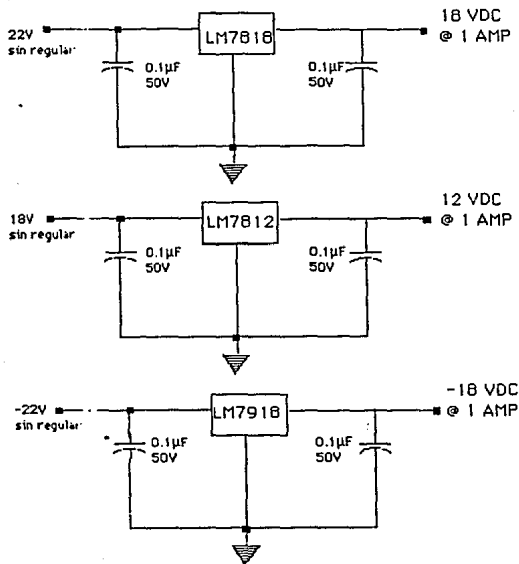 22V
sin regular
LM7818
18 VDC
@ 1 AMP
0.1µF
50V
0.1µF
50V
18V
sin regular
LM7812
12 VDC
@ 1 AMP
0.1µF
50V
0.1µF
50V
-22V
sin regular
LM7918
-18 VDC
@ 1 AMP
0.1µF
50V
0.1µF
50V